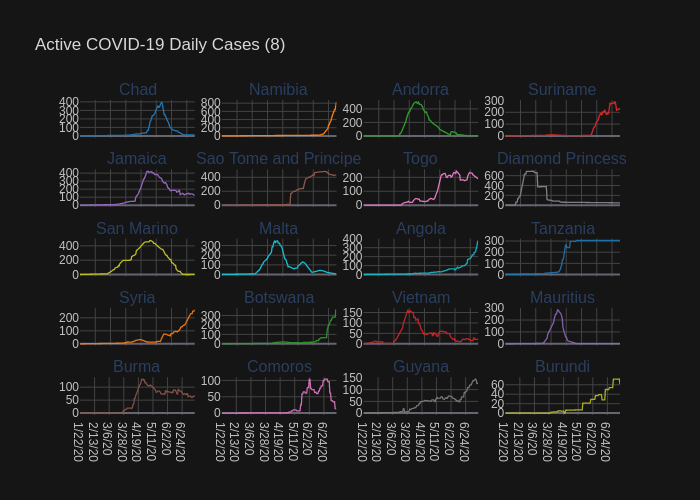 Active COVID-19 Daily Cases (8)
Chad Namibia Andorra Suriname
400 300 200 100 0
800 600 400 200 0
400 200 0
300 200 100 0
Jamaica Sao Tome and Principe Togo Diamond Princess
400 300 200 100 0
400 200 0
200 100 0
600 400 200 0
San Marino Malta Angola Tanzania
400 200 0
300 200 100 0
400 300 200 100 0
300 200 100 0
Syria Botswana Vietnam Mauritius
200 100 0
300 200 100 0
150 100 50 0
300 200 100 0
Burma Comoros Guyana Burundi
100 50 0
100 50 0
150 100 50 0
60 40 20 0
1/22/20 2/13/20 3/6/20 3/28/20 4/19/20 5/11/20 6/2/20 6/24/20
1/22/20 2/13/20 3/6/20 3/28/20 4/19/20 5/11/20 6/2/20 6/24/20
1/22/20 2/13/20 3/6/20 3/28/20 4/19/20 5/11/20 6/2/20 6/24/20
1/22/20 2/13/20 3/6/20 3/28/20 4/19/20 5/11/20 6/2/20 6/24/20